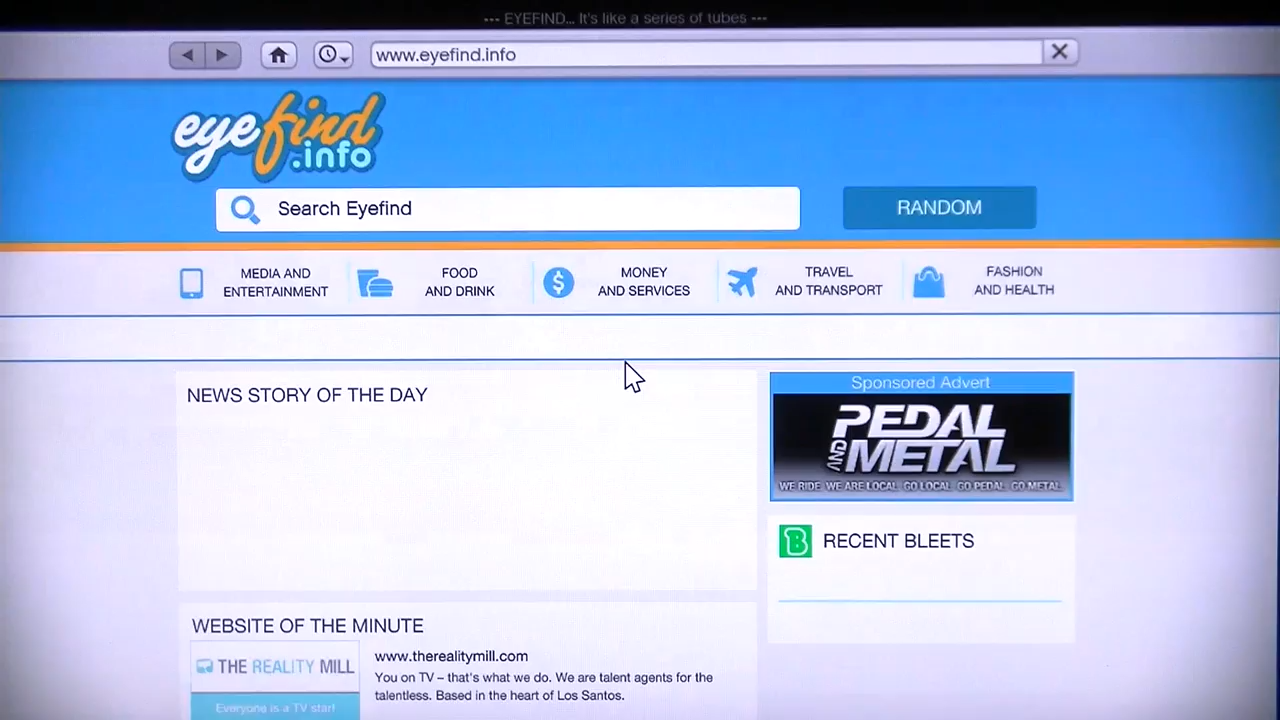 --- EYEFIND... It's like a series of tubes ---
www.eyefind.info
eyefind
.info
Search Eyefind
RANDOM
MEDIA AND
ENTERTAINMENT
FOOD
AND DRINK
MONEY
AND SERVICES
TRAVEL
AND TRANSPORT
FASHION
AND HEALTH
NEWS STORY OF THE DAY
Sponsored Advert
PEDAL
AND
METAL
WE RIDE WE ARE LOCAL GO LOCAL GO PEDAL GO METAL
B RECENT BLEETS
WEBSITE OF THE MINUTE
THE REALITY MILL
Everyone is a TV star!
www.therealitymill.com
You on TV – that's what we do. We are talent agents for the
talentless. Based in the heart of Los Santos.